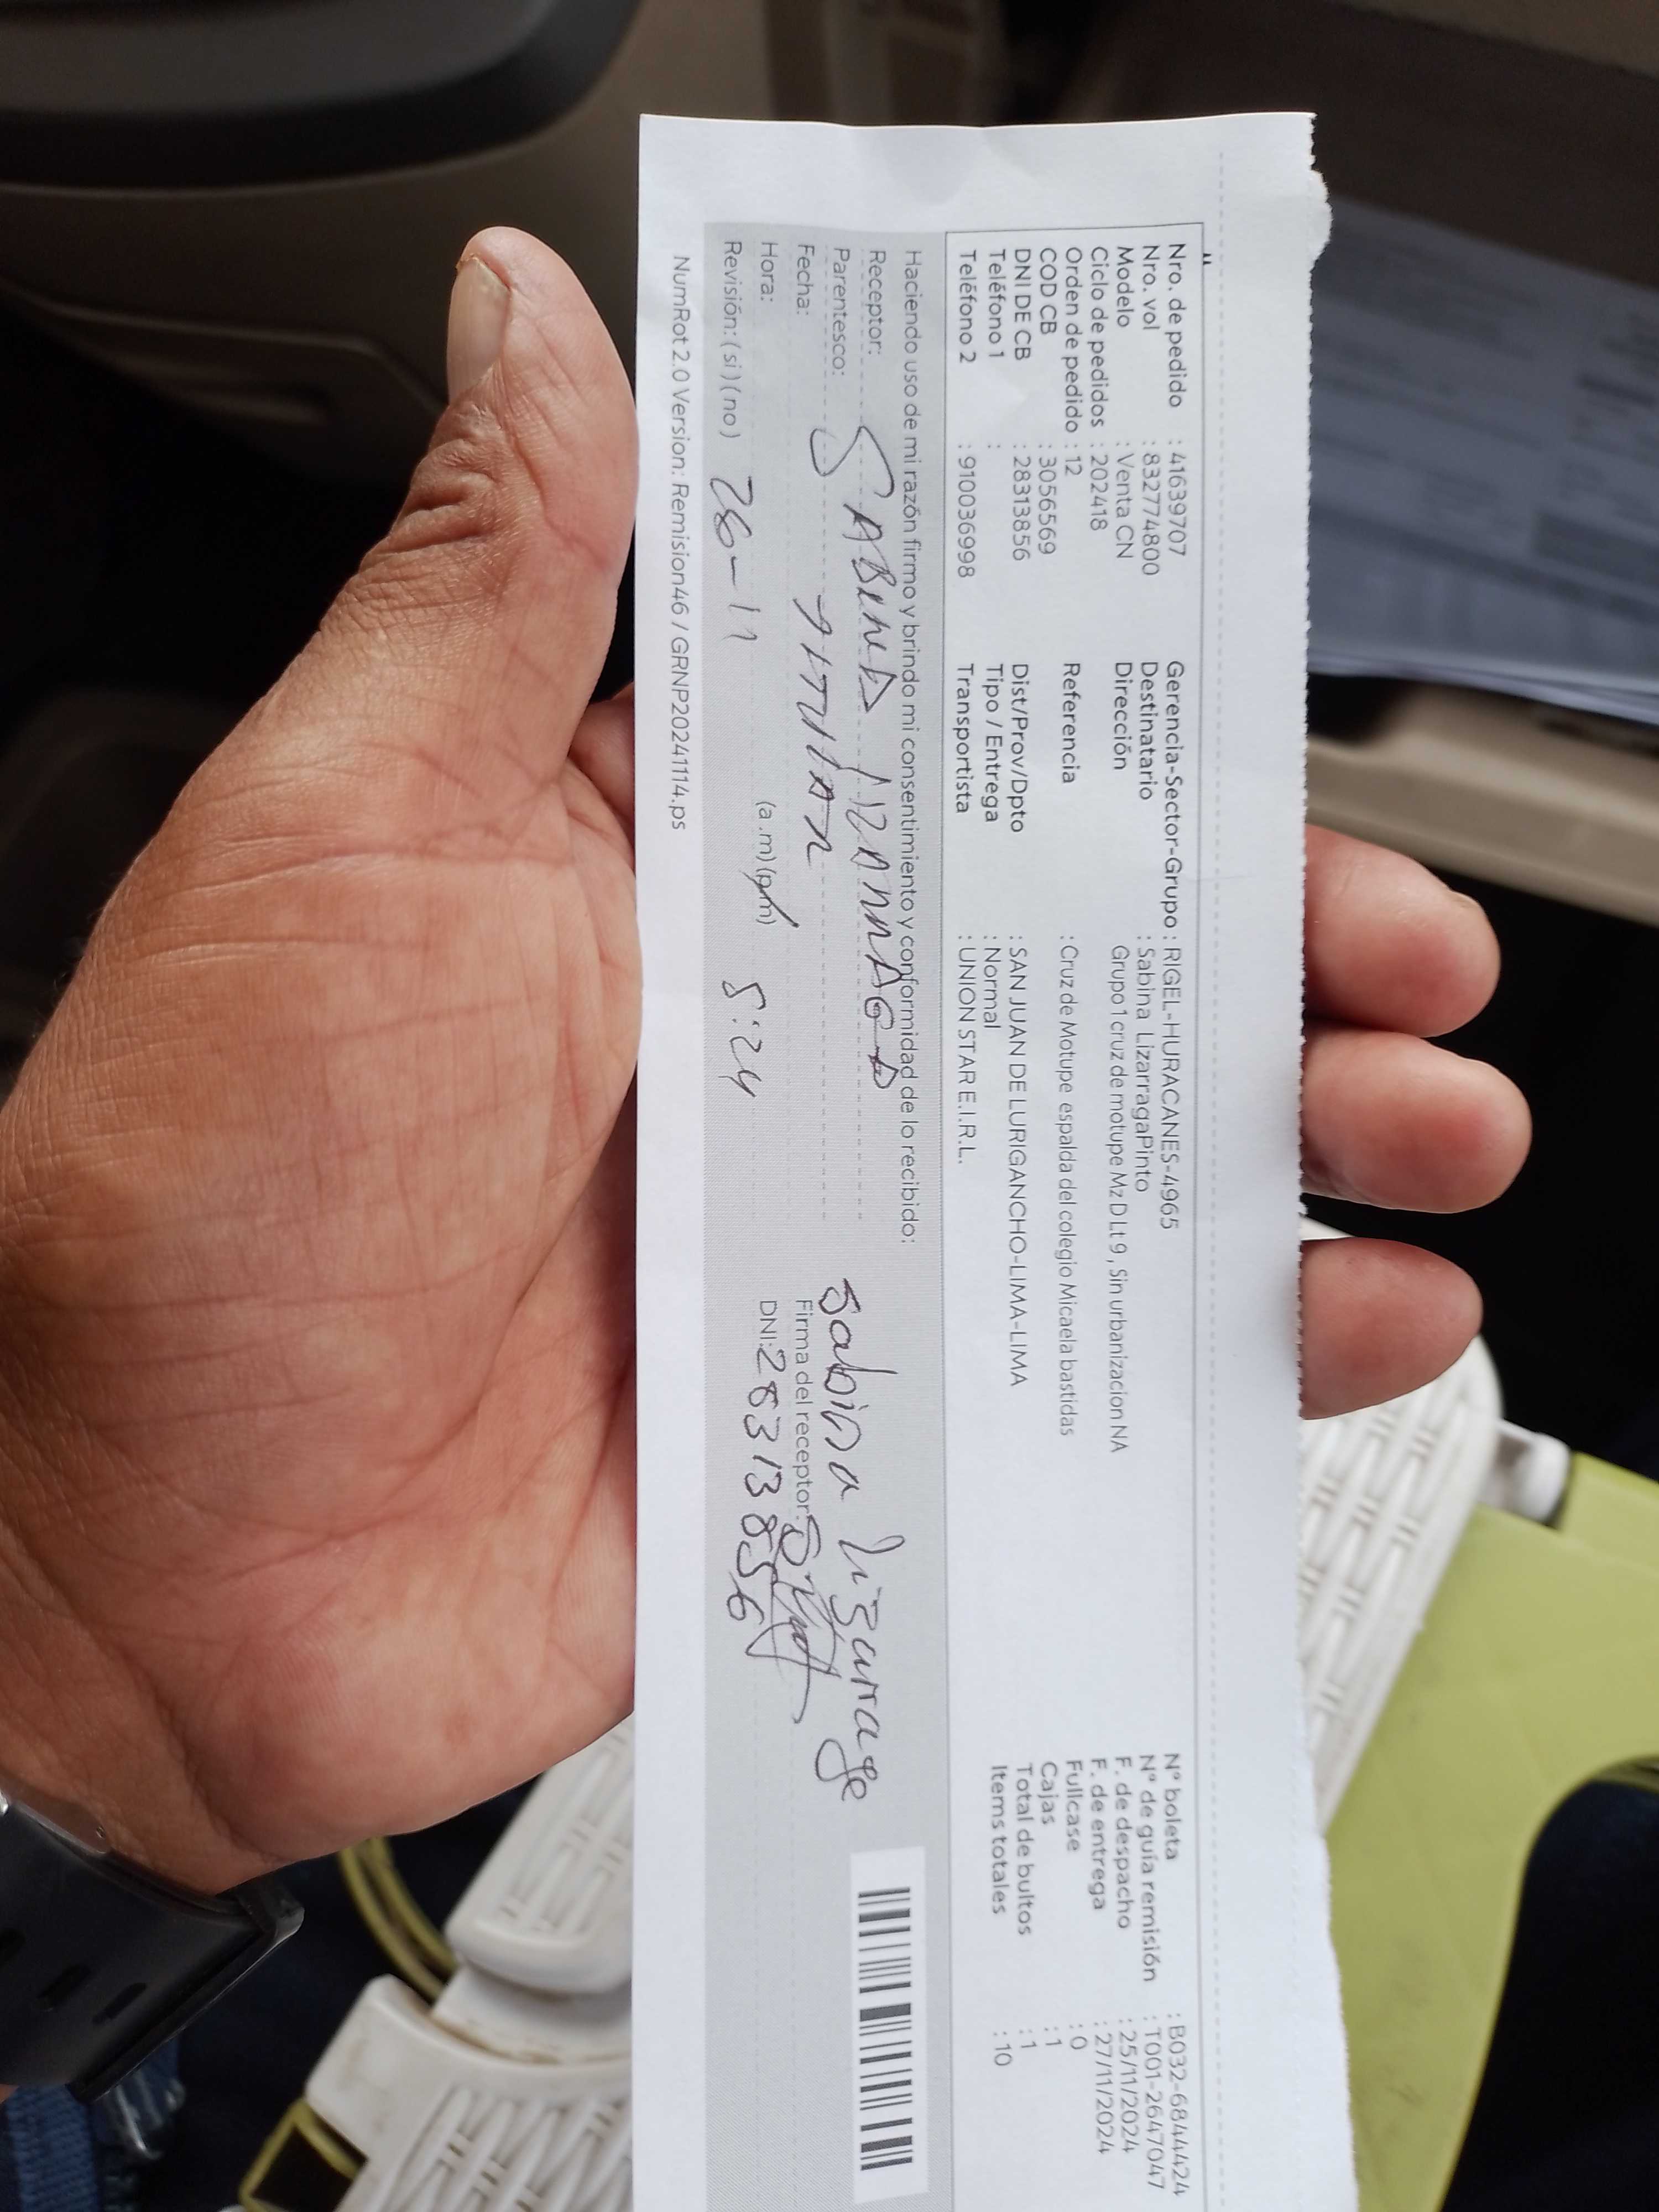 Nro. de pedido : 41639707
Nro. vol : 832774800
Modelo : Venta CN
Ciclo de pedidos : 202418
Orden de pedido : 12
COD CB : 3056569
DNI DE CB : 28313856
Teléfono 1 :
Teléfono 2 : 910036998
Gerencia-Sector-Grupo : RIGEL-HURACANES-4965
Destinatario : Sabina LizarragaPinto
Dirección Grupo 1 cruz de motupe Mz D Lt 9 , Sin urbanizacion NA
Referencia : Cruz de Motupe espalda del colegio Micaela bastidas
Dist/Prov/Dpto : SAN JUAN DE LURIGANCHO-LIMA-LIMA
Tipo / Entrega : Normal
Transportista : UNION STAR E.I.R.L.
N° boleta : B032-6844424
N° de guía remisión : T001-2647047
F. de despacho : 25/11/2024
F. de entrega : 27/11/2024
Fullcase : 0
Cajas : 1
Total de bultos : 1
Items totales : 10
Haciendo uso de mi razón firmo y brindo mi consentimiento y conformidad de lo recibido:
Receptor: SABINA LIZARRAGA
Parentesco: TITULAR
Fecha: 26-11
Hora: (a.m) (pm) 5:24
Revisión: (si) (no)
Sabina Lizarraga
Firma del receptor:
DNI: 28313856
NumRot 2.0 Version: Remision46 / GRNP20241114.ps